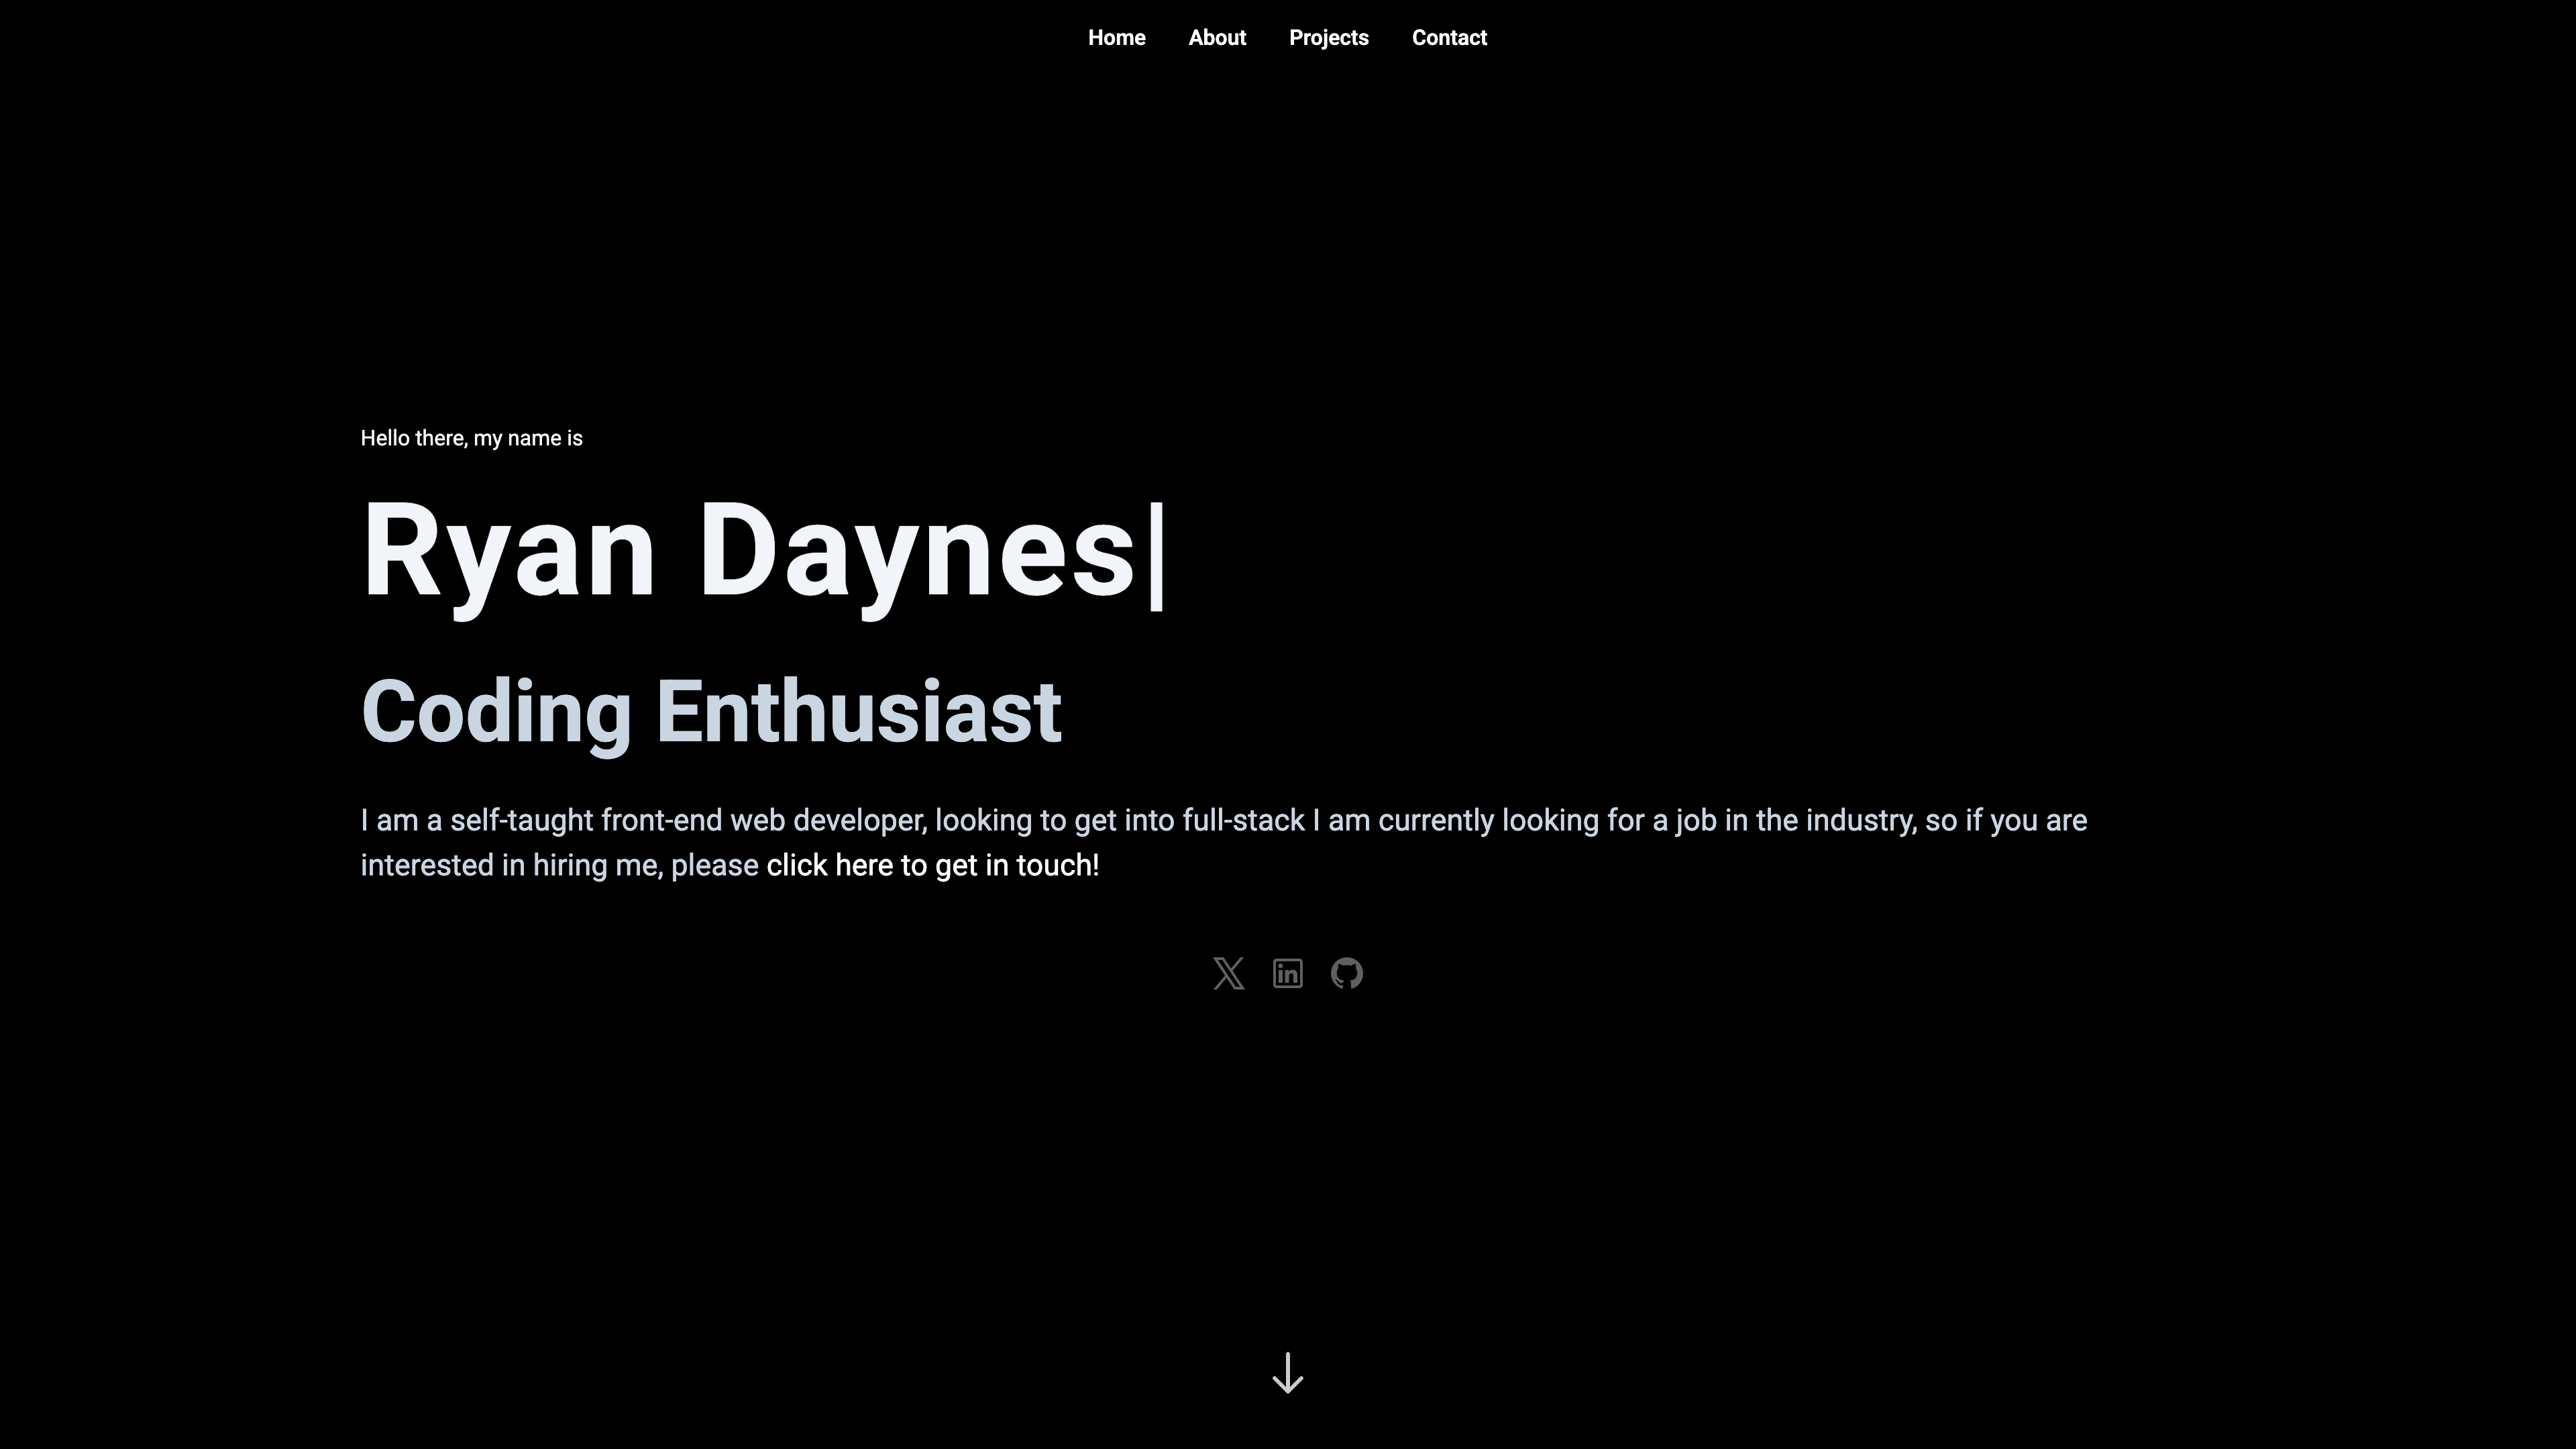 Home About Projects Contact
Hello there, my name is
Ryan Daynes|
Coding Enthusiast
I am a self-taught front-end web developer, looking to get into full-stack I am currently looking for a job in the industry, so if you are
interested in hiring me, please click here to get in touch!